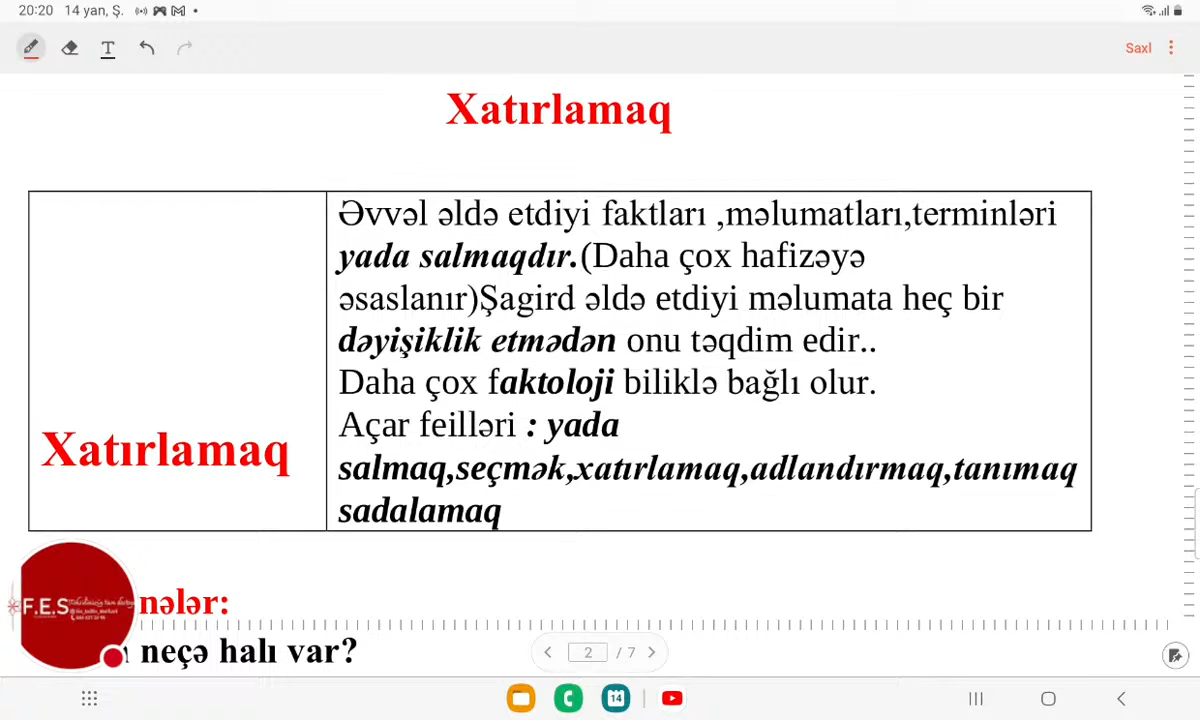 20:20 14 yan, Ş.
Saxl
Xatırlamaq
Əvvəl əldə etdiyi faktları ,məlumatları,terminləri
yada salmaqdır.(Daha çox hafizəyə
əsaslanır)Şagird əldə etdiyi məlumata heç bir
dəyişiklik etmədən onu təqdim edir..
Daha çox faktoloji biliklə bağlı olur.
Açar feilləri : yada
Xatırlamaq
salmaq,seçmək,xatırlamaq,adlandırmaq,tanımaq
sadalamaq
F.E.S
nələr:
neçə halı var?
2 / 7
14